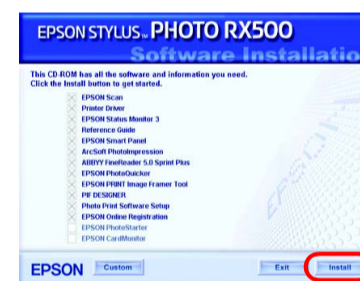 EPSON STYLUS™ PHOTO RX500
Software Installatio
This CD-ROM has all the software and information you need.
Click the Install button to get started.
EPSON Scan
Printer Driver
EPSON Status Monitor 3
Reference Guide
EPSON Smart Panel
ArcSoft PhotoImpression
ABBYY FineReader 5.0 Sprint Plus
EPSON PhotoQuicker
EPSON PRINT Image Framer Tool
PIF DESIGNER
Photo Print Software Setup
EPSON Online Registration
EPSON PhotoStarter
EPSON CardMonitor
EPSON
EPSON Custom Exit Install